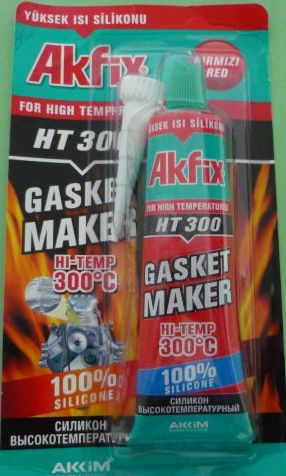 YÜKSEK ISI SİLİKONU
Akfix
KIRMIZI
RED
FOR HIGH TEMPER
HT 300
GASKET
MAKER
HI-TEMP
300°C
100%
SILICONE
СИЛИКОН
ВЫСОКОТЕМПЕРАТУРН
AKKİM
YÜKSEK ISI SİLİKONU
Akfix
FOR HIGH TEMPERATURES
HT 300
GASKET
MAKER
HI-TEMP
300°C
100%
SILICONE
СИЛИКОН
ВЫСОКОТЕМПЕРАТУРНЫЙ
AKKİM